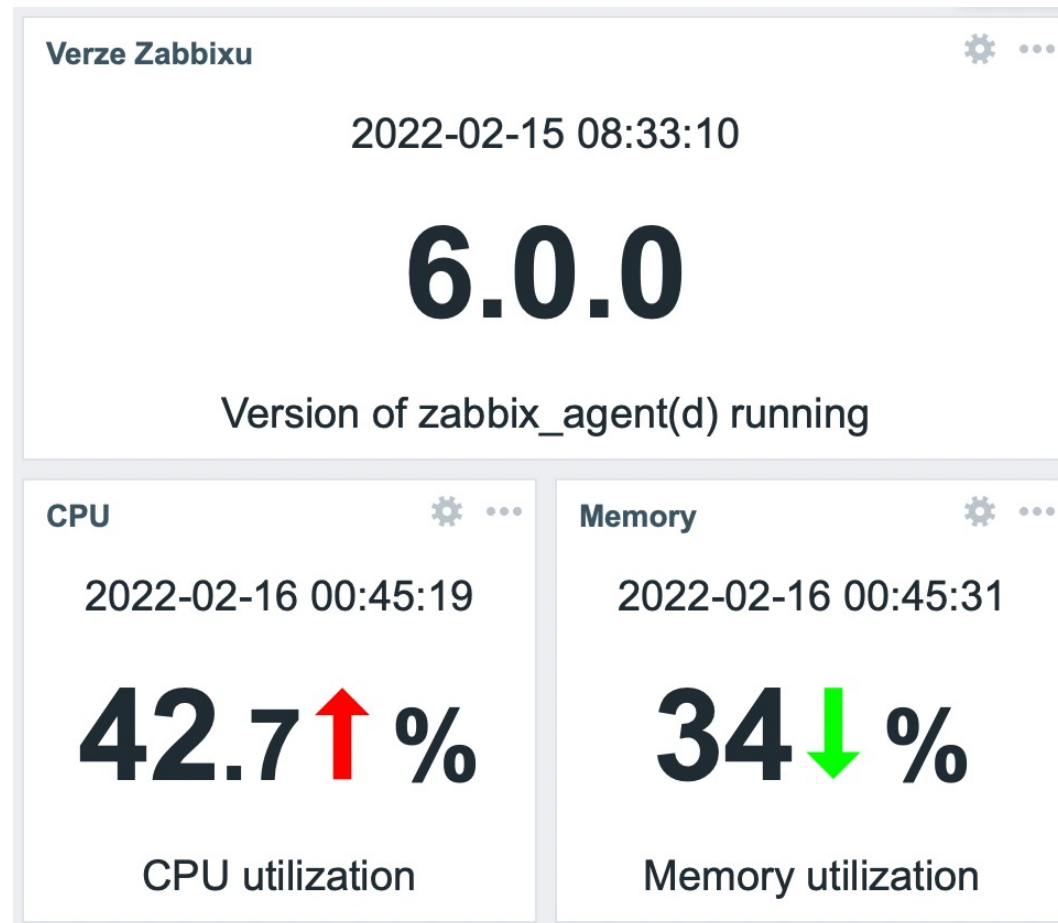 Verze Zabbixu
2022-02-15 08:33:10
6.0.0
Version of zabbix_agent(d) running
CPU
2022-02-16 00:45:19
42.7 %
CPU utilization
Memory
2022-02-16 00:45:31
34 %
Memory utilization